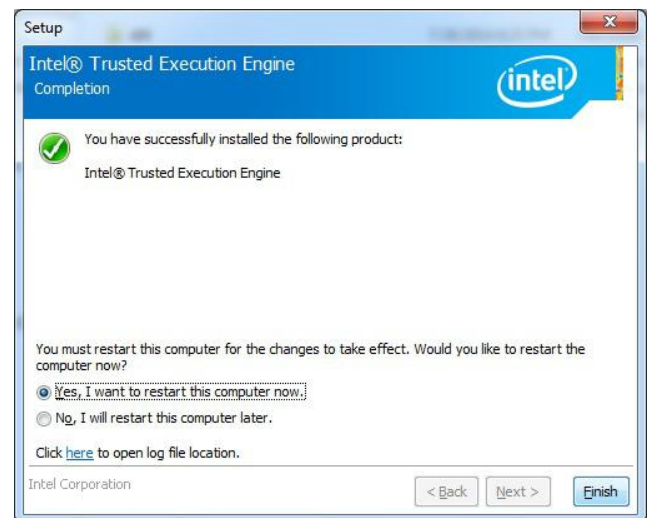 Setup
Intel® Trusted Execution Engine
Completion
intel
You have successfully installed the following product:
Intel® Trusted Execution Engine
You must restart this computer for the changes to take effect. Would you like to restart the
computer now?
Yes, I want to restart this computer now.
No, I will restart this computer later.
Click here to open log file location.
Intel Corporation
< Back Next > Finish